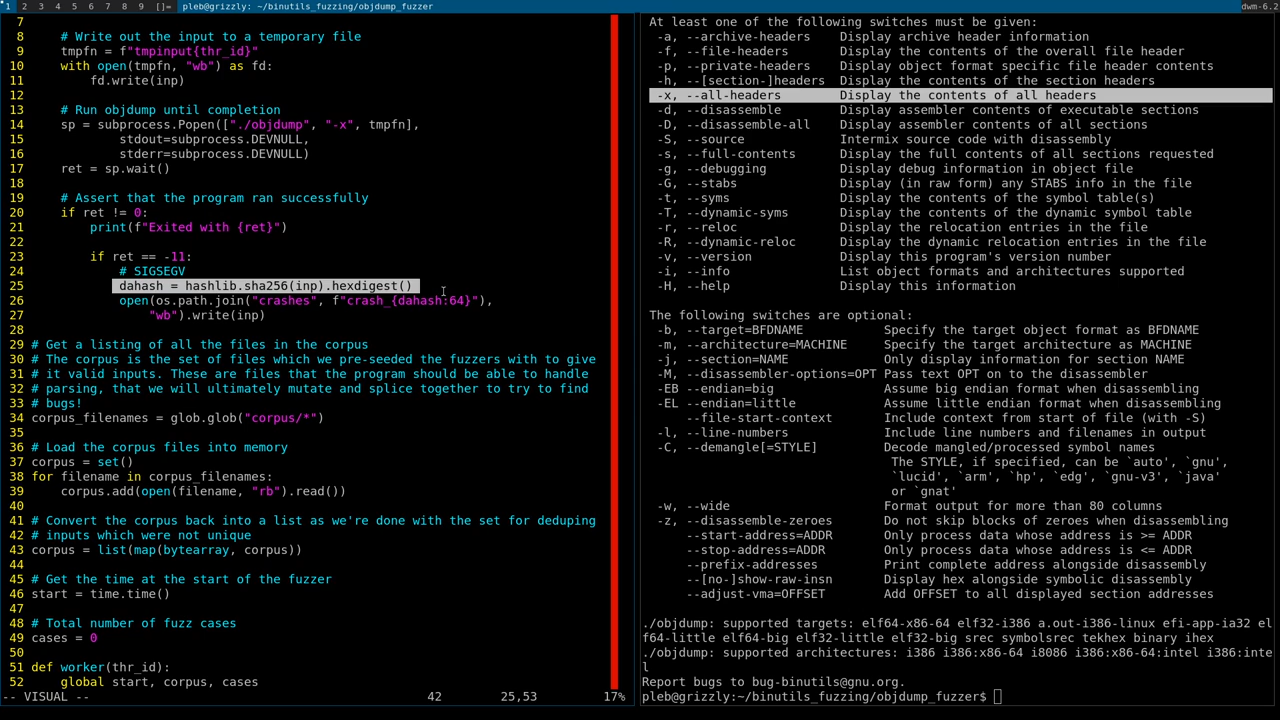 1 2 3 4 5 6 7 8 9 []= pleb@grizzly: ~/binutils_fuzzing/objdump_fuzzer dwm-6.2
7
8 # Write out the input to a temporary file
9 tmpfn = f"tmpinput{thr_id}"
10 with open(tmpfn, "wb") as fd:
11 fd.write(inp)
12
13 # Run objdump until completion
14 sp = subprocess.Popen(["./objdump", "-x", tmpfn],
15 stdout=subprocess.DEVNULL,
16 stderr=subprocess.DEVNULL)
17 ret = sp.wait()
18
19 # Assert that the program ran successfully
20 if ret != 0:
21 print(f"Exited with {ret}")
22
23 if ret == -11:
24 # SIGSEGV
25 dahash = hashlib.sha256(inp).hexdigest()
26 open(os.path.join("crashes", f"crash_{dahash:64}"),
27 "wb").write(inp)
28
29 # Get a listing of all the files in the corpus
30 # The corpus is the set of files which we pre-seeded the fuzzers with to give
31 # it valid inputs. These are files that the program should be able to handle
32 # parsing, that we will ultimately mutate and splice together to try to find
33 # bugs!
34 corpus_filenames = glob.glob("corpus/*")
35
36 # Load the corpus files into memory
37 corpus = set()
38 for filename in corpus_filenames:
39 corpus.add(open(filename, "rb").read())
40
41 # Convert the corpus back into a list as we're done with the set for deduping
42 # inputs which were not unique
43 corpus = list(map(bytearray, corpus))
44
45 # Get the time at the start of the fuzzer
46 start = time.time()
47
48 # Total number of fuzz cases
49 cases = 0
50
51 def worker(thr_id):
52 global start, corpus, cases
-- VISUAL -- 42 25,53 17%
At least one of the following switches must be given:
-a, --archive-headers Display archive header information
-f, --file-headers Display the contents of the overall file header
-p, --private-headers Display object format specific file header contents
-h, --[section-]headers Display the contents of the section headers
-x, --all-headers Display the contents of all headers
-d, --disassemble Display assembler contents of executable sections
-D, --disassemble-all Display assembler contents of all sections
-S, --source Intermix source code with disassembly
-s, --full-contents Display the full contents of all sections requested
-g, --debugging Display debug information in object file
-G, --stabs Display (in raw form) any STABS info in the file
-t, --syms Display the contents of the symbol table(s)
-T, --dynamic-syms Display the contents of the dynamic symbol table
-r, --reloc Display the relocation entries in the file
-R, --dynamic-reloc Display the dynamic relocation entries in the file
-v, --version Display this program's version number
-i, --info List object formats and architectures supported
-H, --help Display this information
The following switches are optional:
-b, --target=BFDNAME Specify the target object format as BFDNAME
-m, --architecture=MACHINE Specify the target architecture as MACHINE
-j, --section=NAME Only display information for section NAME
-M, --disassembler-options=OPT Pass text OPT on to the disassembler
-EB --endian=big Assume big endian format when disassembling
-EL --endian=little Assume little endian format when disassembling
--file-start-context Include context from start of file (with -S)
-l, --line-numbers Include line numbers and filenames in output
-C, --demangle[=STYLE] Decode mangled/processed symbol names
The STYLE, if specified, can be `auto', `gnu',
`lucid', `arm', `hp', `edg', `gnu-v3', `java'
or `gnat'
-w, --wide Format output for more than 80 columns
-z, --disassemble-zeroes Do not skip blocks of zeroes when disassembling
--start-address=ADDR Only process data whose address is >= ADDR
--stop-address=ADDR Only process data whose address is <= ADDR
--prefix-addresses Print complete address alongside disassembly
--[no-]show-raw-insn Display hex alongside symbolic disassembly
--adjust-vma=OFFSET Add OFFSET to all displayed section addresses
./objdump: supported targets: elf64-x86-64 elf32-i386 a.out-i386-linux efi-app-ia32 el
f64-little elf64-big elf32-little elf32-big srec symbolsrec tekhex binary ihex
./objdump: supported architectures: i386 i386:x86-64 i8086 i386:x86-64:intel i386:inte
l
Report bugs to bug-binutils@gnu.org.
pleb@grizzly:~/binutils_fuzzing/objdump_fuzzer$